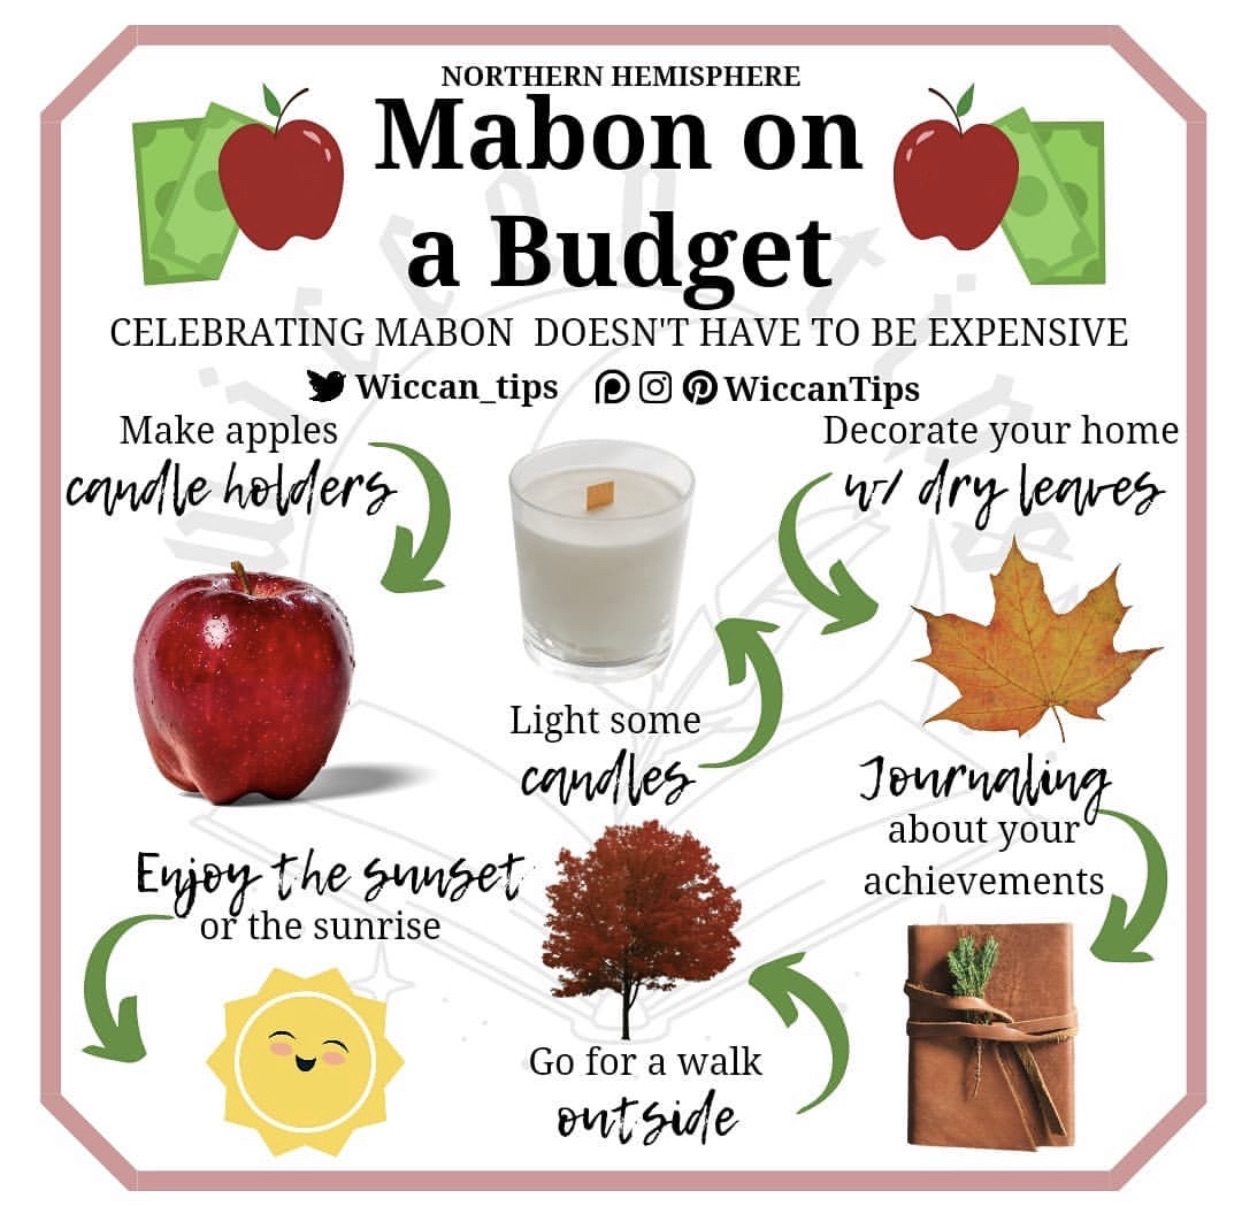 NORTHERN HEMISPHERE
Mabon on
a Budget
CELEBRATING MABON DOESN'T HAVE TO BE EXPENSIVE
Wiccan_tips WiccanTips
Make apples
candle holders
Decorate your home
w/ dry leaves
Light some
candles
Journaling
about your
achievements
Enjoy the sunset
or the sunrise
Go for a walk
outside
wiccan tips